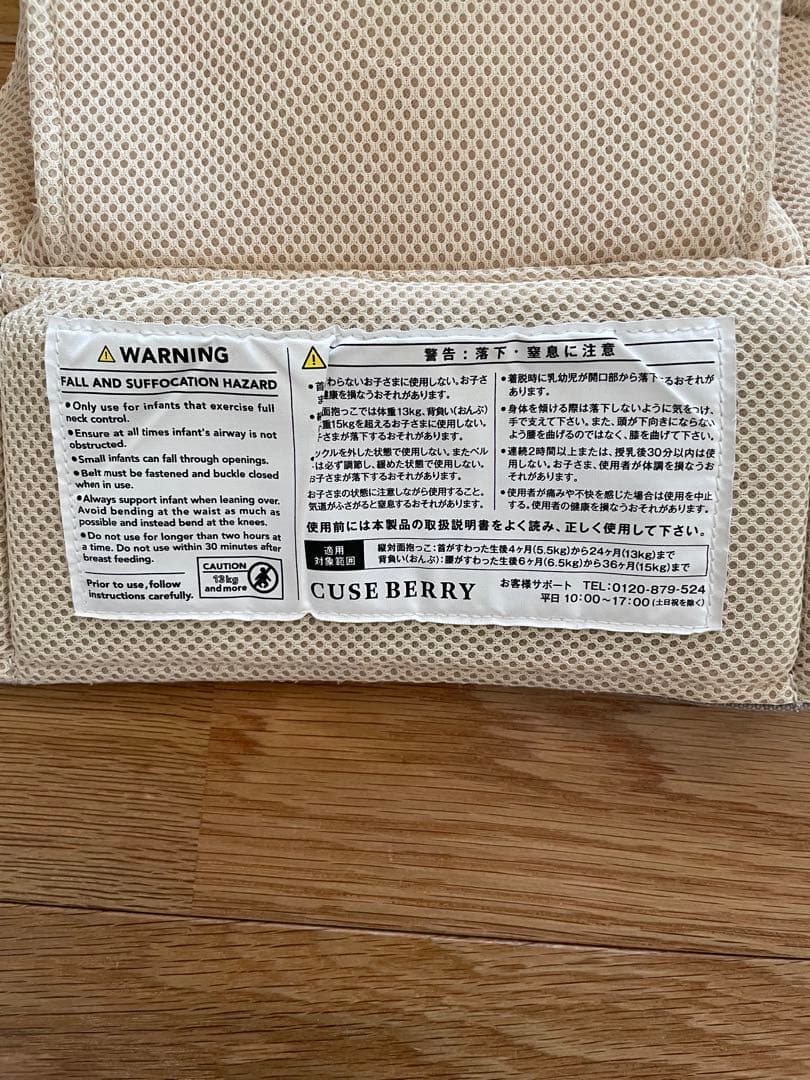 WARNING
FALL AND SUFFOCATION HAZARD
•Only use for infants that exercise full
neck control.
•Ensure at all times infant's airway is not
obstructed.
•Small infants can fall through openings.
•Belt must be fastened and buckle closed
when in use.
•Always support infant when leaning over.
Avoid bending at the waist as much as
possible and instead bend at the knees.
•Do not use for longer than two hours at
a time. Do not use within 30 minutes after
breast feeding.
Prior to use,follow
instructions carefully.
CAUTION
13kg
and more
警告：落下・窒息に注意
•首
わらないお子さまに使用しない。お子さ
健康を損なうおそれがあります。
面抱っこでは体重13kg、背負い(おんぶ)
重15kgを超えるお子さまに使用しない。
さまが落下するおそれがあります。
ックルを外した状態で使用しない。またベル
は必ず調節し、緩めた状態で使用しない。
お子さまが落下するおそれがあります。
お子さまの状態に注意しながら使用すること。
気道がふさがると窒息するおそれがあります。
•着脱時に乳幼児が開口部から落下するおそれが
あります。
•身体を傾ける際は落下しないように気をつけ、
手で支えて下さい。また、頭が下向きにならない
よう腰を曲げるのではなく、膝を曲げて下さい。
•連続2時間以上または、授乳後30分以内は使
用しない。お子さま、使用者が体調を損なうお
それがあります。
•使用者が痛みや不快を感じた場合は使用を中止
する。使用者の健康を損なうおそれがあります。
使用前には本製品の取扱説明書をよく読み、正しく使用して下さい。
適用
対象範囲
縦対面抱っこ：首がすわった生後4ヶ月(5.5kg)から24ヶ月(13kg)まで
背負い(おんぶ)：腰がすわった生後6ヶ月(6.5kg)から36ヶ月(15kg)まで
CUSE BERRY
お客様サポート TEL:0120-879-524
平日 10:00～17:00 (土日祝を除く)